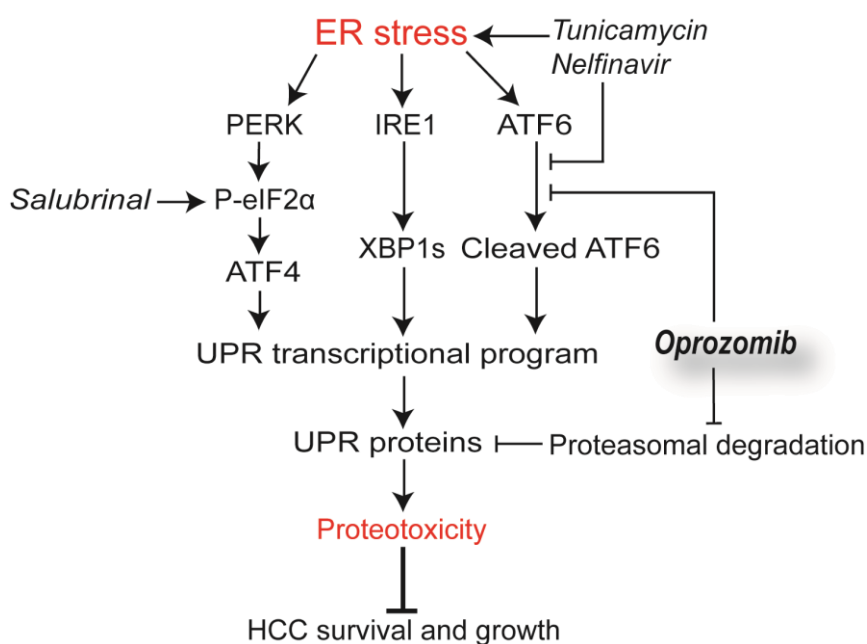 ER stress
Tunicamycin
Nelfinavir
PERK
IRE1
ATF6
Salubrinal
P-eIF2α
ATF4
XBP1s
Cleaved ATF6
UPR transcriptional program
Oprozomib
UPR proteins
Proteasomal degradation
Proteotoxicity
HCC survival and growth